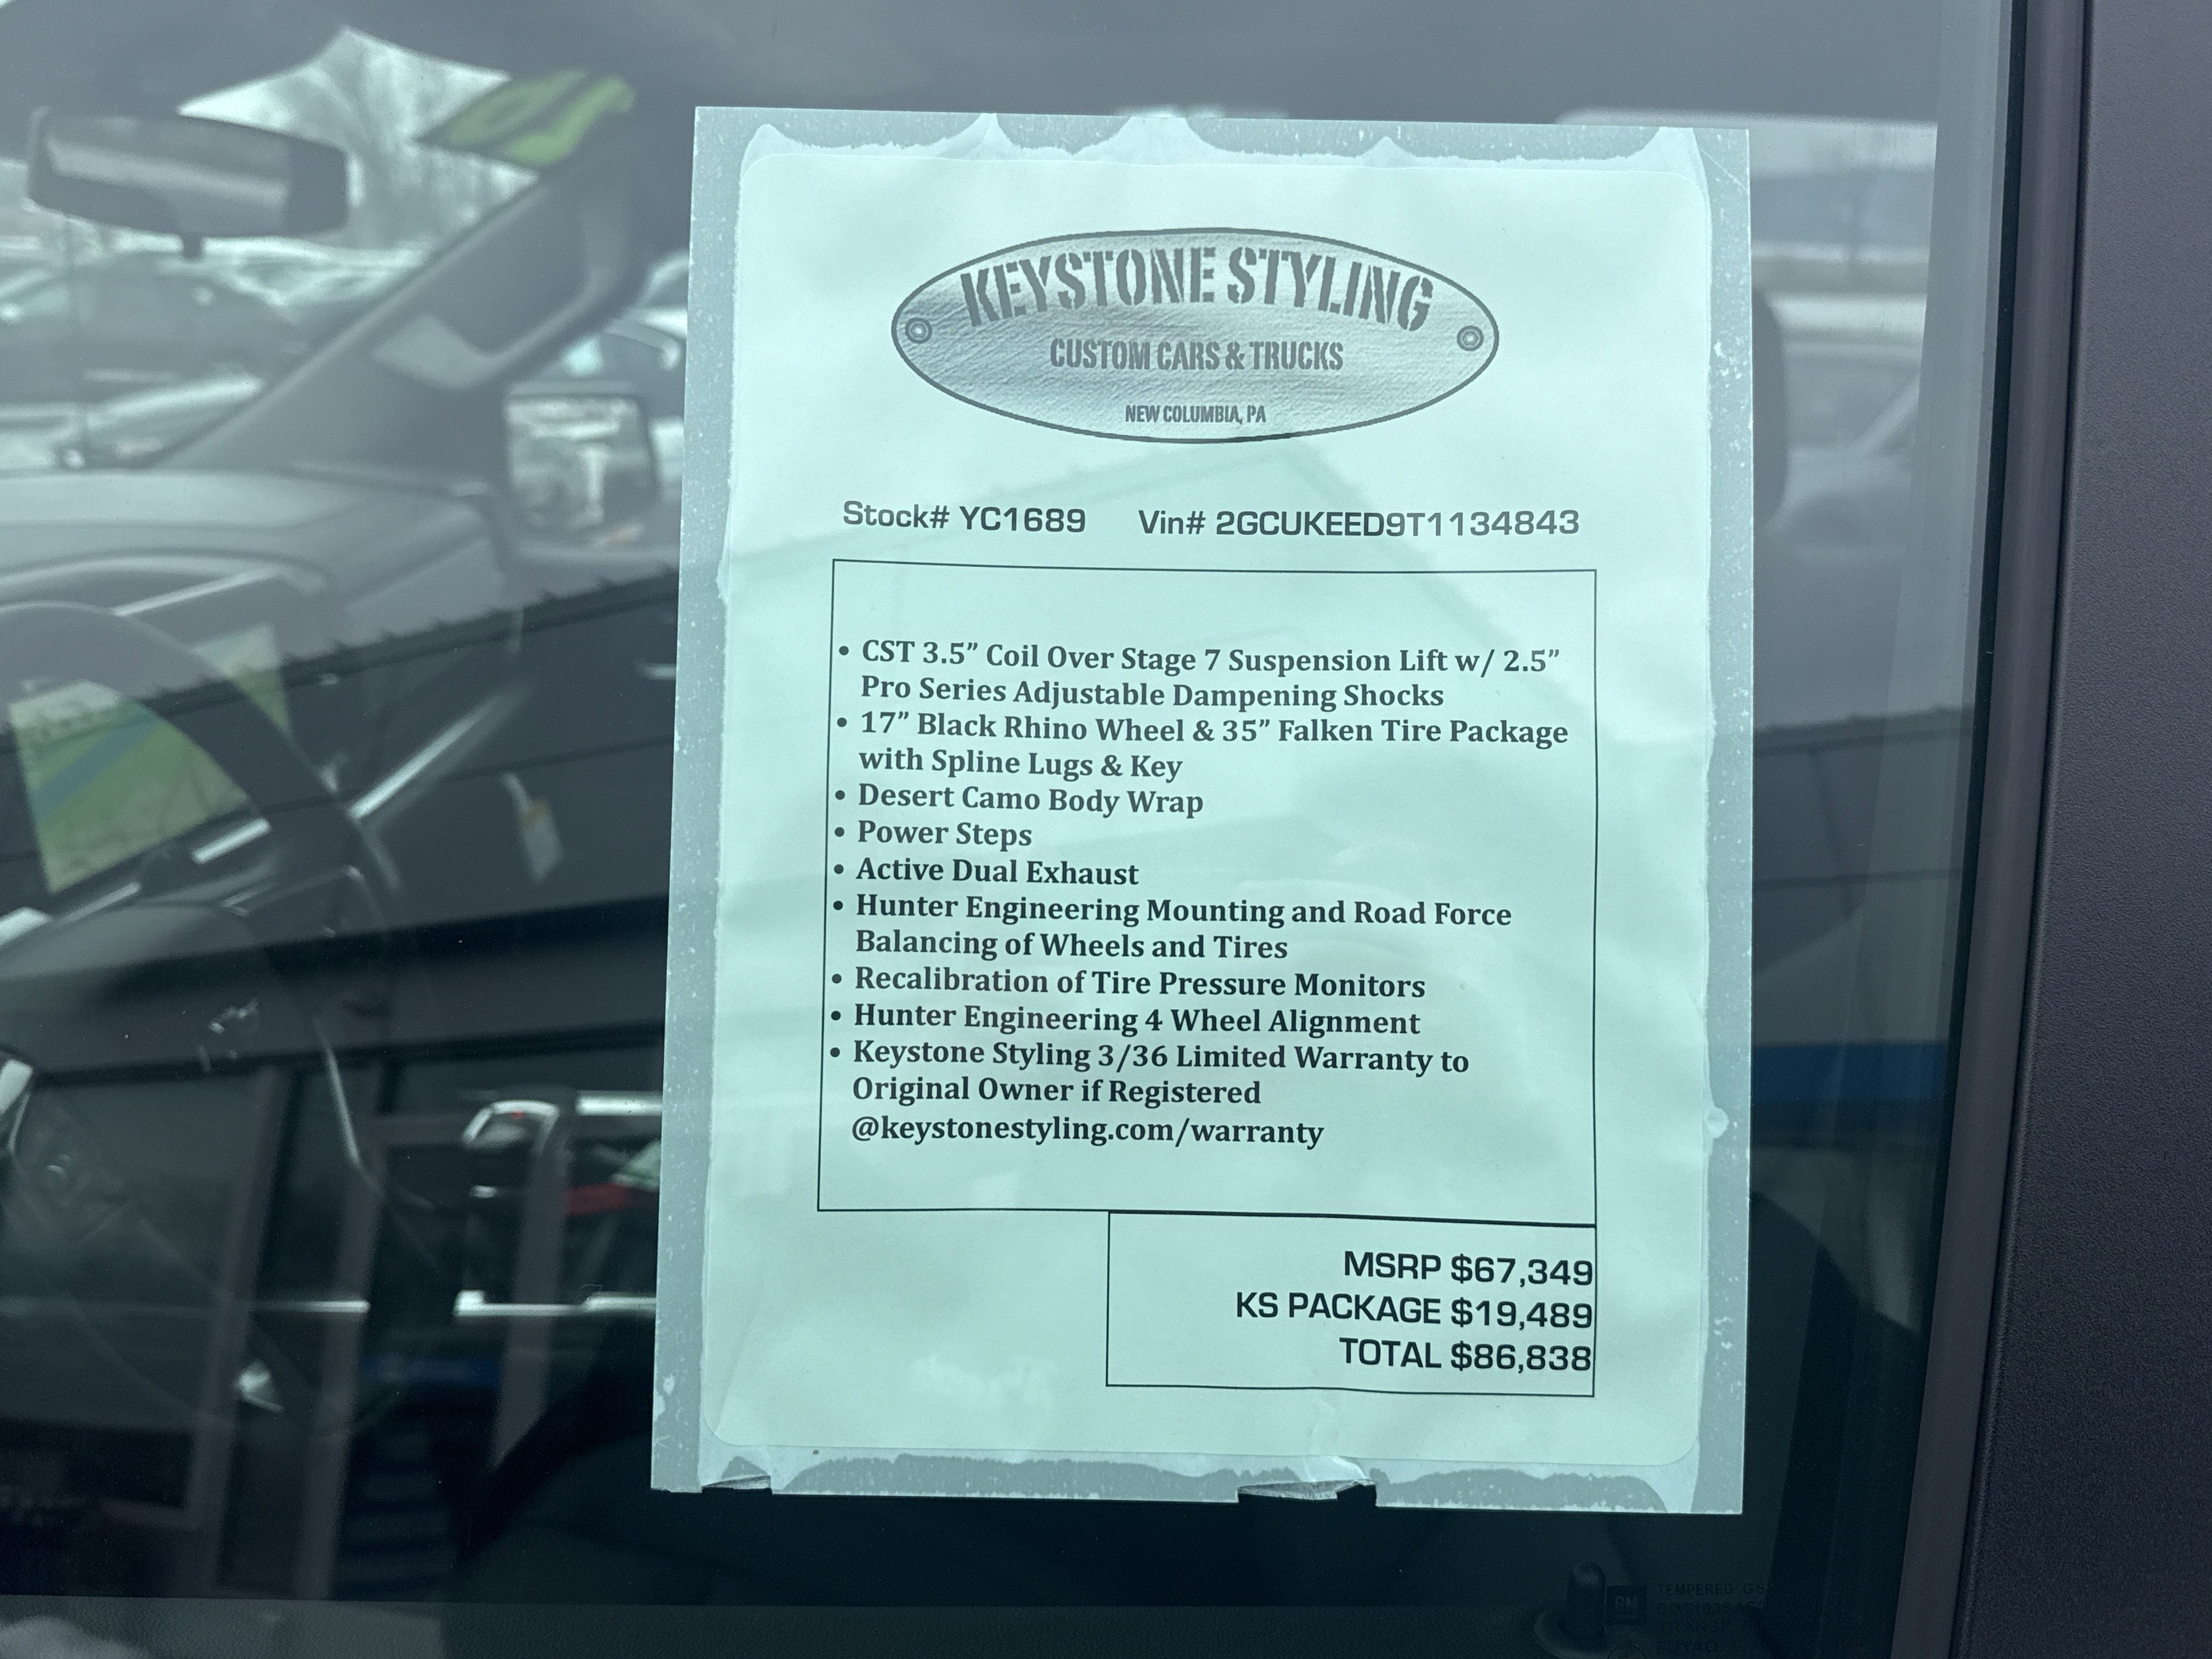 KEYSTONE STYLING
CUSTOM CARS & TRUCKS
NEW COLUMBIA, PA
Stock# YC1689 Vin# 2GCUKEED9T1134843
• CST 3.5” Coil Over Stage 7 Suspension Lift w/ 2.5”
Pro Series Adjustable Dampening Shocks
• 17” Black Rhino Wheel & 35” Falken Tire Package
with Spline Lugs & Key
• Desert Camo Body Wrap
• Power Steps
• Active Dual Exhaust
• Hunter Engineering Mounting and Road Force
Balancing of Wheels and Tires
• Recalibration of Tire Pressure Monitors
• Hunter Engineering 4 Wheel Alignment
• Keystone Styling 3/36 Limited Warranty to
Original Owner if Registered
@keystonestyling.com/warranty
MSRP $67,349
KS PACKAGE $19,489
TOTAL $86,838
GM
TEMPERED